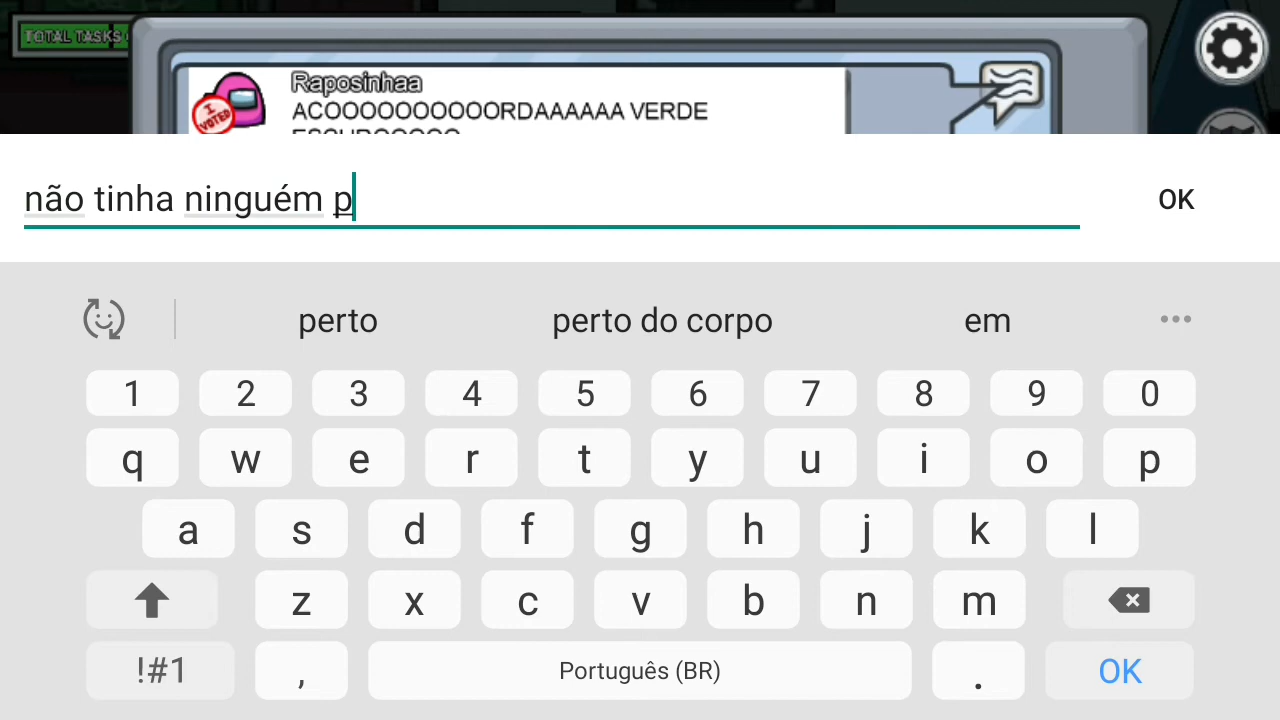 TOTAL TASKS
Raposinhaa
I VOTED
ACOOOOOOOOOORDAAAAAA VERDE
não tinha ninguém p
OK
perto
perto do corpo
em
1 2 3 4 5 6 7 8 9 0
q w e r t y u i o p
a s d f g h j k l
z x c v b n m
!#1 , Português (BR) . OK